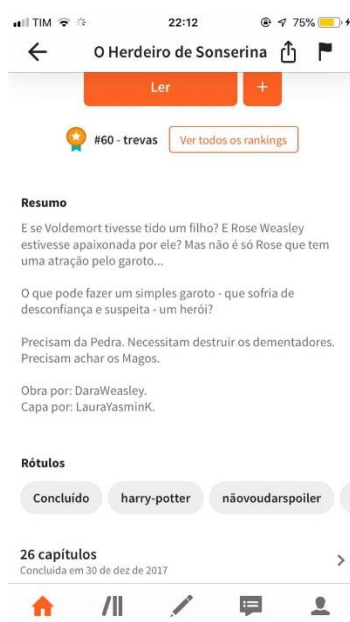 TIM 22:12 75%
O Herdeiro de Sonserina
Ler +
#60 - trevas Ver todos os rankings
Resumo
E se Voldemort tivesse tido um filho? E Rose Weasley
estivesse apaixonada por ele? Mas não é só Rose que tem
uma atração pelo garoto...
O que pode fazer um simples garoto - que sofria de
desconfiança e suspeita - um herói?
Precisam da Pedra. Necessitam destruir os dementadores.
Precisam achar os Magos.
Obra por: DaraWeasley.
Capa por: LauraYasminK.
Rótulos
Concluído harry-potter nãovoudarspoiler
26 capítulos
Concluída em 30 de dez de 2017